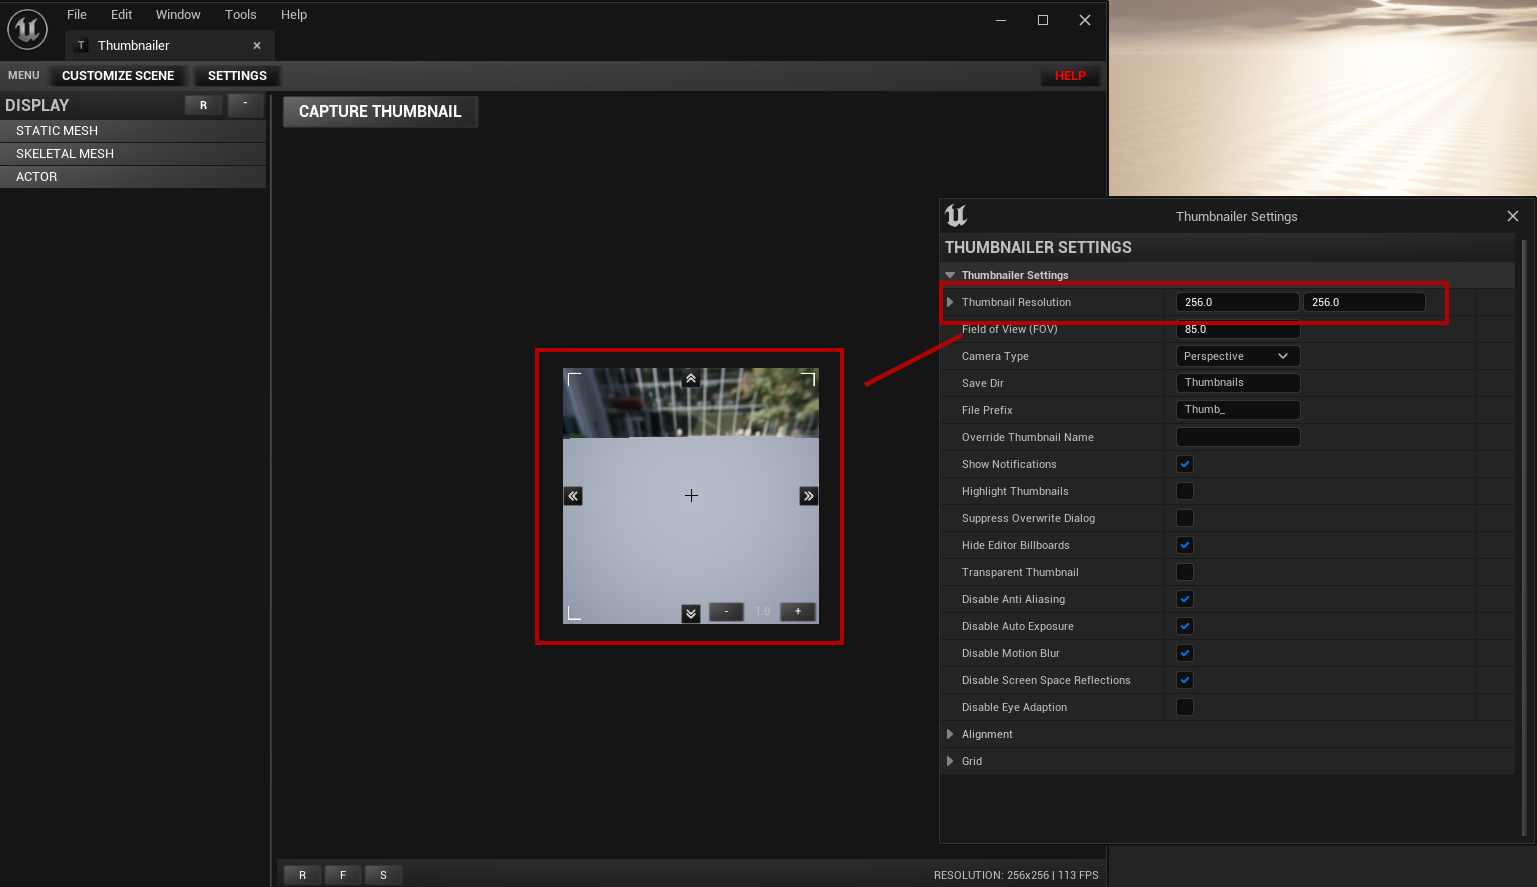 File Edit Window Tools Help
T Thumbnailer
MENU CUSTOMIZE SCENE SETTINGS HELP
DISPLAY R -
STATIC MESH
SKELETAL MESH
ACTOR
CAPTURE THUMBNAIL
- 1.0 +
R F S
RESOLUTION: 256x256 | 113 FPS
Thumbnailer Settings
THUMBNAILER SETTINGS
Thumbnailer Settings
Thumbnail Resolution 256.0 256.0
Field of View (FOV) 85.0
Camera Type Perspective
Save Dir Thumbnails
File Prefix Thumb_
Override Thumbnail Name
Show Notifications
Highlight Thumbnails
Suppress Overwrite Dialog
Hide Editor Billboards
Transparent Thumbnail
Disable Anti Aliasing
Disable Auto Exposure
Disable Motion Blur
Disable Screen Space Reflections
Disable Eye Adaption
Alignment
Grid